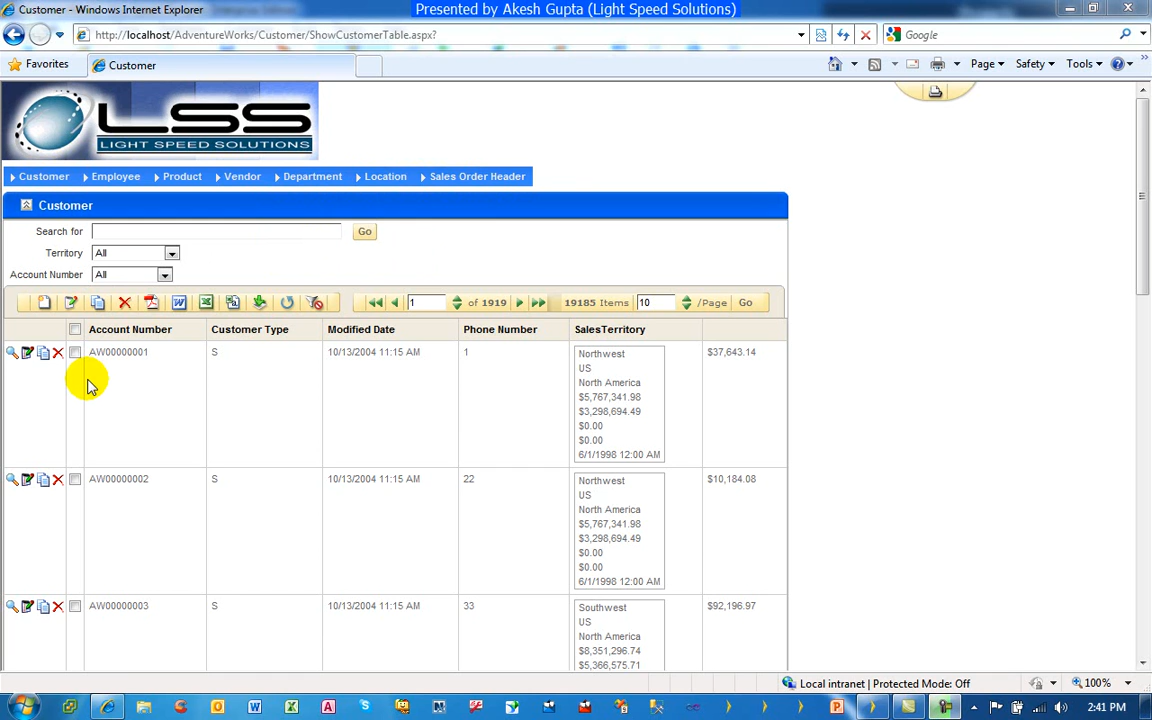 Customer - Windows Internet Explorer
Presented by Akesh Gupta (Light Speed Solutions)
http://localhost/AdventureWorks/Customer/ShowCustomerTable.aspx?
Google
Favorites
Customer
Page
Safety
Tools
LSS
LIGHT SPEED SOLUTIONS
Customer Employee Product Vendor Department Location Sales Order Header
Customer
Search for
Go
Territory All
Account Number All
1 of 1919 19185 Items 10 /Page Go
Account Number Customer Type Modified Date Phone Number SalesTerritory
AW00000001 S 10/13/2004 11:15 AM 1 $37,643.14
Northwest
US
North America
$5,767,341.98
$3,298,694.49
$0.00
$0.00
6/1/1998 12:00 AM
AW00000002 S 10/13/2004 11:15 AM 22 $10,184.08
Northwest
US
North America
$5,767,341.98
$3,298,694.49
$0.00
$0.00
6/1/1998 12:00 AM
AW00000003 S 10/13/2004 11:15 AM 33 $92,196.97
Southwest
US
North America
$8,351,296.74
$5,366,575.71
Local intranet | Protected Mode: Off
100%
2:41 PM